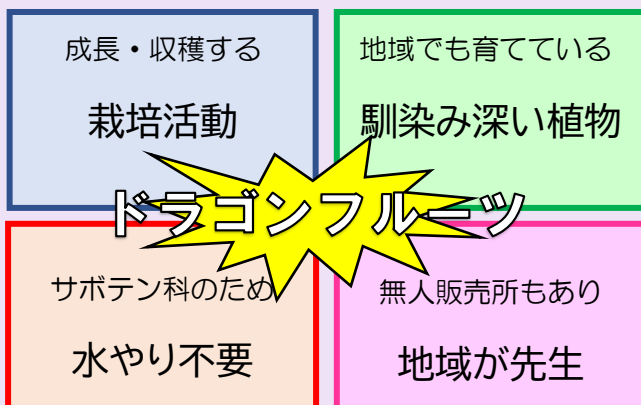 成長・収穫する
栽培活動
地域でも育てている
馴染み深い植物
ドラゴンフルーツ
サボテン科のため
水やり不要
無人販売所もあり
地域が先生